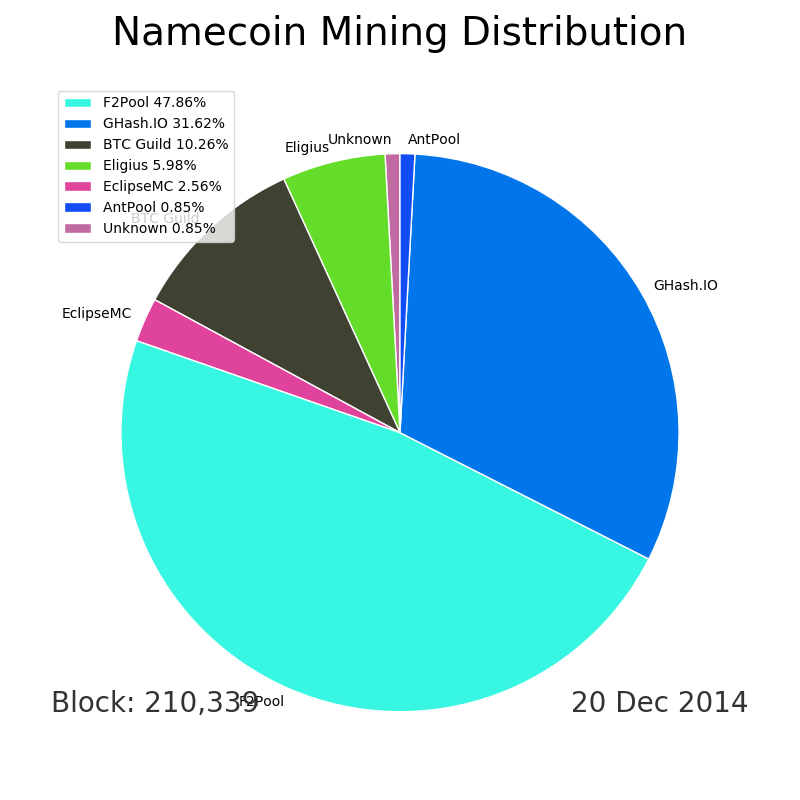 Namecoin Mining Distribution
F2Pool 47.86%
GHash.IO 31.62%
BTC Guild 10.26%
Eligius 5.98%
EclipseMC 2.56%
AntPool 0.85%
Unknown 0.85%
Unknown
AntPool
Eligius
BTC Guild
GHash.IO
EclipseMC
F2Pool
Block: 210,339
20 Dec 2014